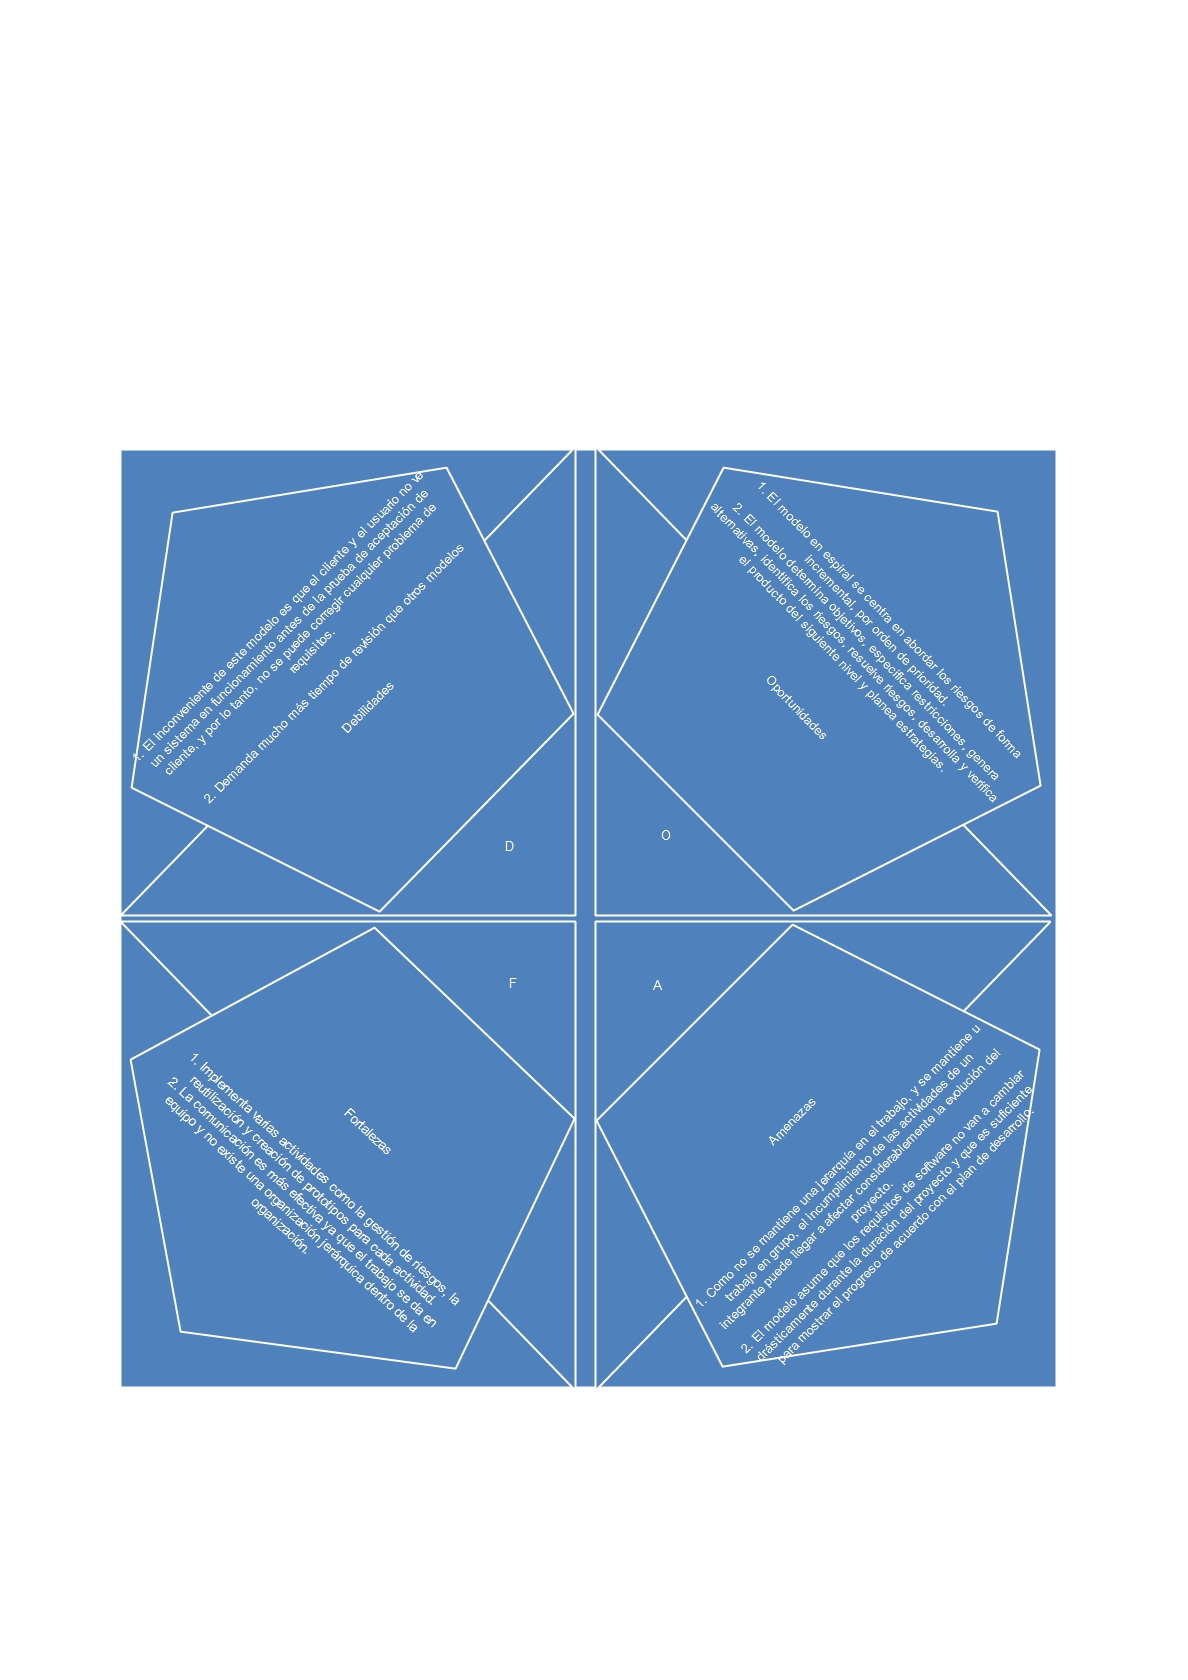 1. El inconveniente de este modelo es que el cliente y el usuario no ve
un sistema en funcionamiento antes de la prueba de aceptación de
cliente, y por lo tanto, no se puede corregir cualquier problema de
requisitos.
2. Demanda mucho más tiempo de revisión que otros modelos
Debilidades
D
1. El modelo en espiral se centra en abordar los riesgos de forma
incremental, por orden de prioridad.
2. El modelo determina objetivos, especifica restricciones, genera
alternativas, identifica los riesgos, resuelve riesgos, desarrolla y verifica
el producto del siguiente nivel y planea estrategias.
Oportunidades
O
F
Fortalezas
1. Implementa varias actividades como la gestión de riesgos, la
reutilización y creación de prototipos para cada actividad.
2. La comunicación es más efectiva ya que el trabajo se da en
equipo y no existe una organización jerárquica dentro de la
organización.
A
Amenazas
1. Como no se mantiene una jerarquía en el trabajo, y se mantiene u
trabajo en grupo, el incumplimiento de las actividades de un
integrante puede llegar a afectar considerablemente la evolución del
proyecto.
2. El modelo asume que los requisitos de software no van a cambiar
drásticamente durante la duración del proyecto y que es suficiente
para mostrar el progreso de acuerdo con el plan de desarrollo.